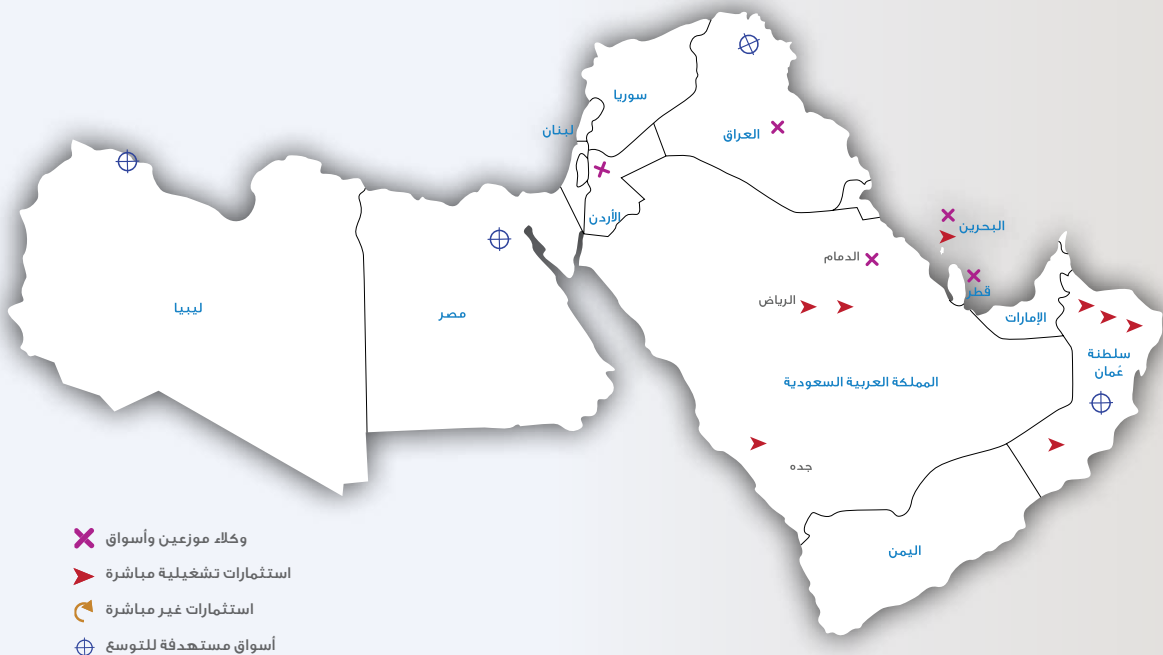 سوريا
لبنان
العراق
الأردن
البحرين
الدمام
قطر
الرياض
ليبيا
مصر
الإمارات
سلطنة
عُمان
المملكة العربية السعودية
جده
اليمن
وكلاء موزعين وأسواق
استثمارات تشغيلية مباشرة
استثمارات غير مباشرة
أسواق مستهدفة للتوسع